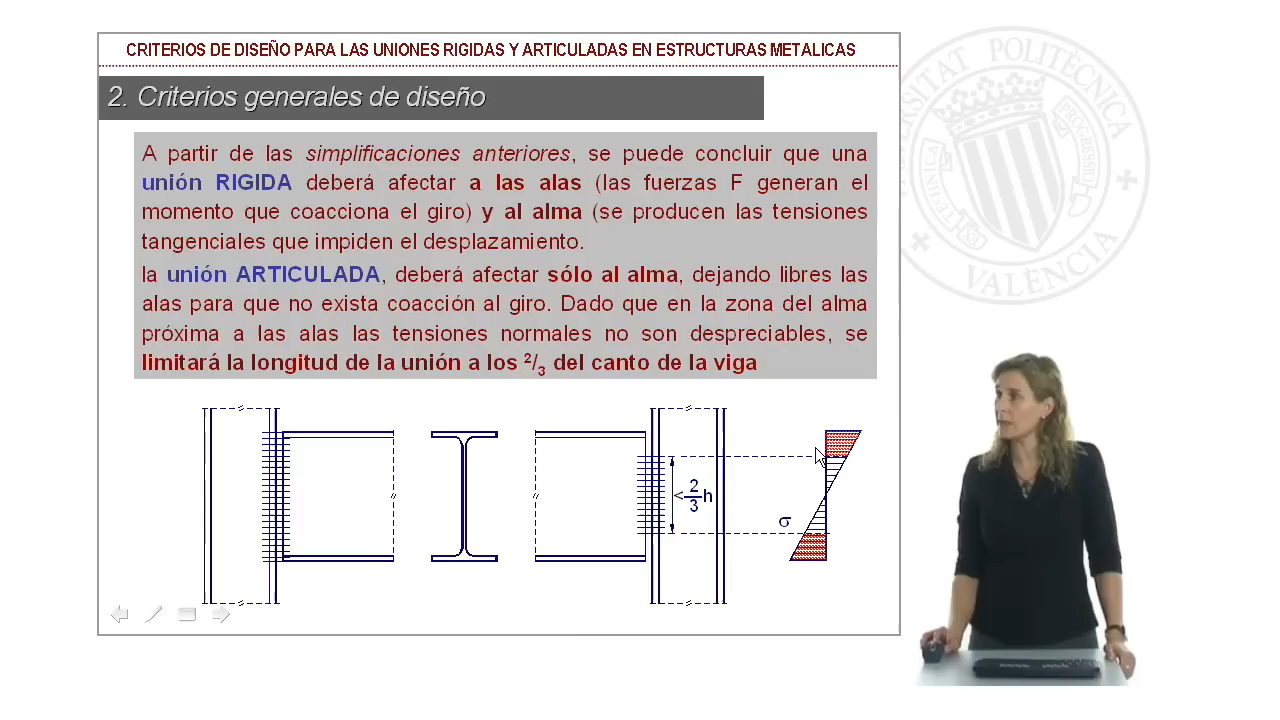 CRITERIOS DE DISEÑO PARA LAS UNIONES RIGIDAS Y ARTICULADAS EN ESTRUCTURAS METALICAS
2. Criterios generales de diseño
A partir de las simplificaciones anteriores, se puede concluir que una
unión RIGIDA deberá afectar a las alas (las fuerzas F generan el
momento que coacciona el giro) y al alma (se producen las tensiones
tangenciales que impiden el desplazamiento.
la unión ARTICULADA, deberá afectar sólo al alma, dejando libres las
alas para que no exista coacción al giro. Dado que en la zona del alma
próxima a las alas las tensiones normales no son despreciables, se
limitará la longitud de la unión a los 2/3 del canto de la viga
<2/3h
σ
UNIVERSITAT POLITÈCNICA
VALÈNCIA